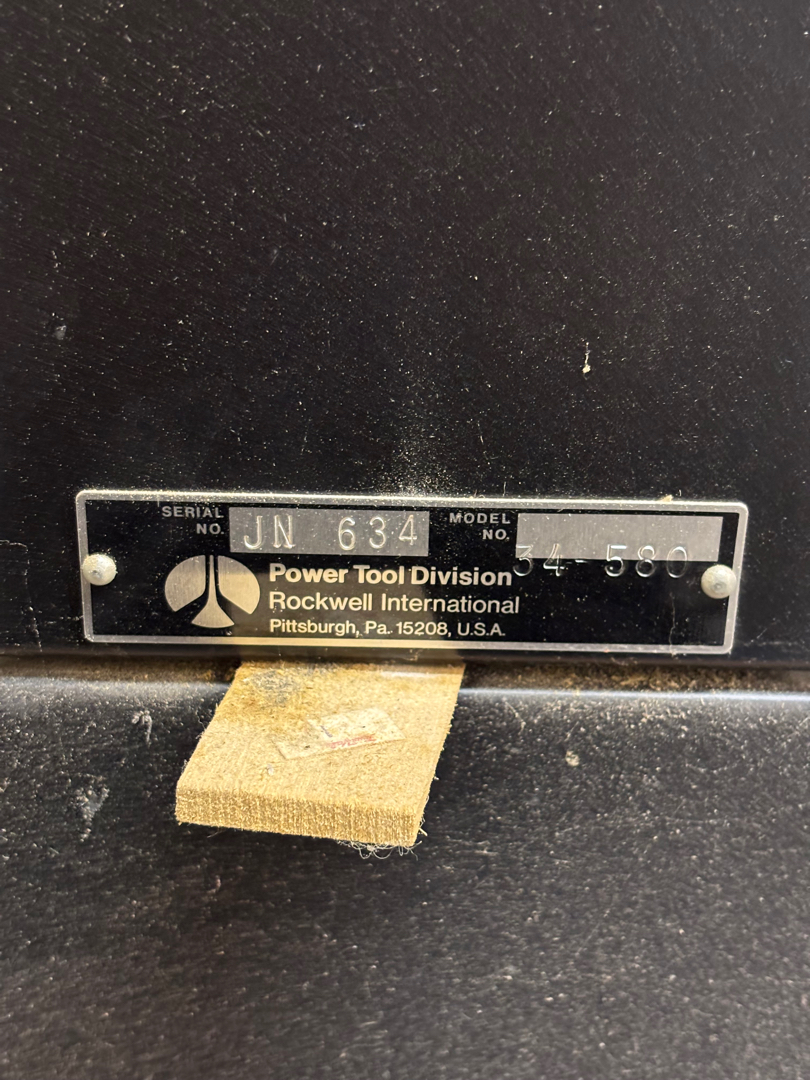 SERIAL NO. JN 634 MODEL NO. 34-580
Power Tool Division
Rockwell International
Pittsburgh, Pa. 15208, U.S.A.